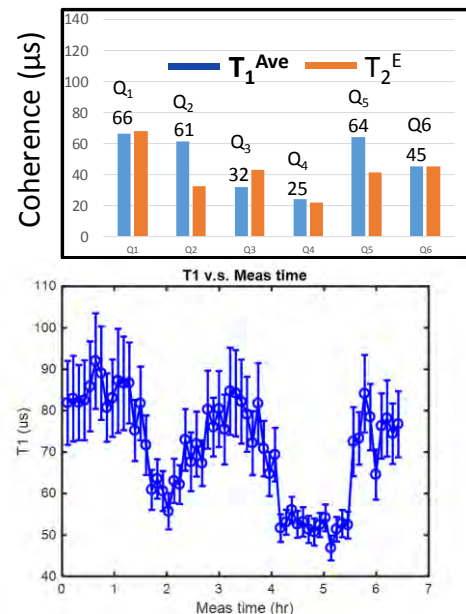 Coherence (µs)
140
120
100
80
60
40
20
0
T₁ᴬᵛᵉ T₂ᴱ
Q₁
66
Q₂
61
Q₃
32
Q₄
25
Q₅
64
Q6
45
Q1 Q2 Q3 Q4 Q5 Q6
T1 v.s. Meas time
T1 (us)
110
100
90
80
70
60
50
40
0 1 2 3 4 5 6 7
Meas time (hr)